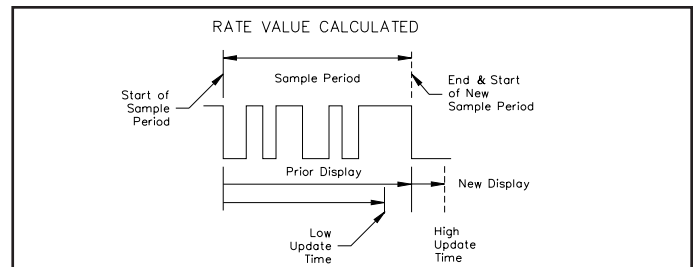 RATE VALUE CALCULATED
Sample Period
Start of
Sample
Period
End & Start
of New
Sample Period
Prior Display
New Display
Low
Update
Time
High
Update
Time